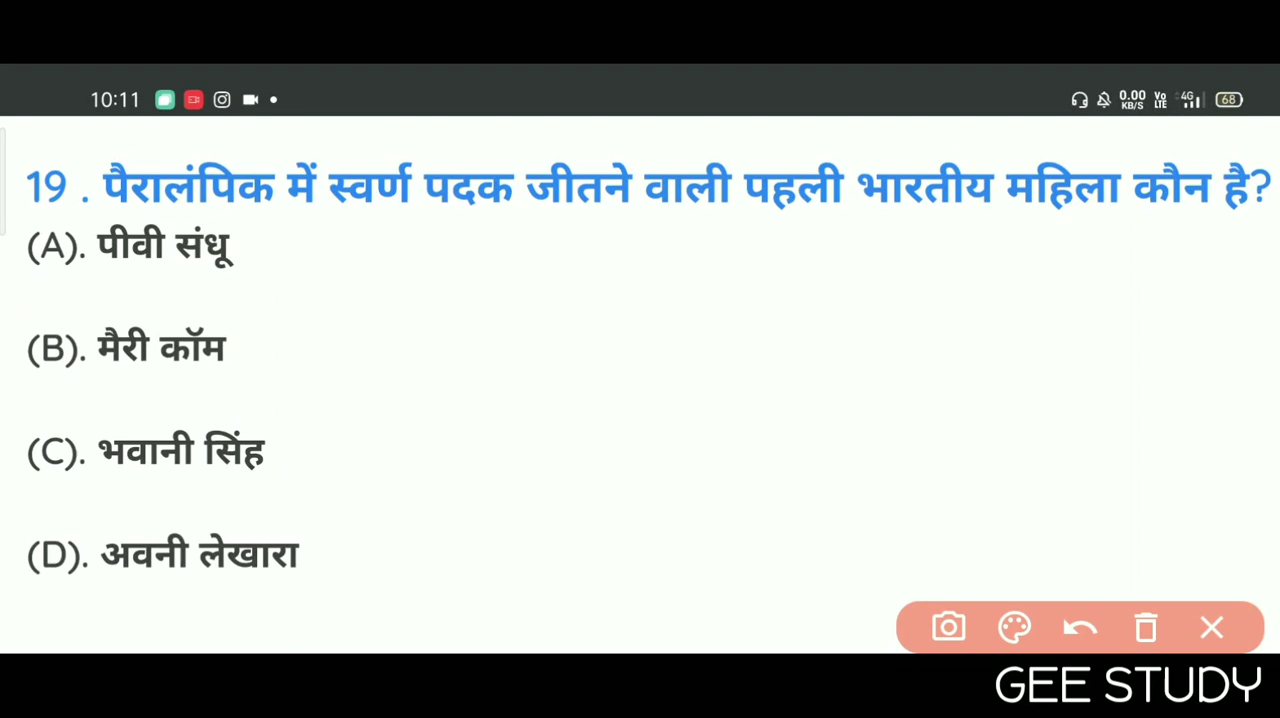 10:11
0.00 KB/S Vo LTE 4G 68
19 . पैरालंपिक में स्वर्ण पदक जीतने वाली पहली भारतीय महिला कौन है?
(A). पीवी संधू
(B). मैरी कॉम
(C). भवानी सिंह
(D). अवनी लेखारा
GEE STUDY